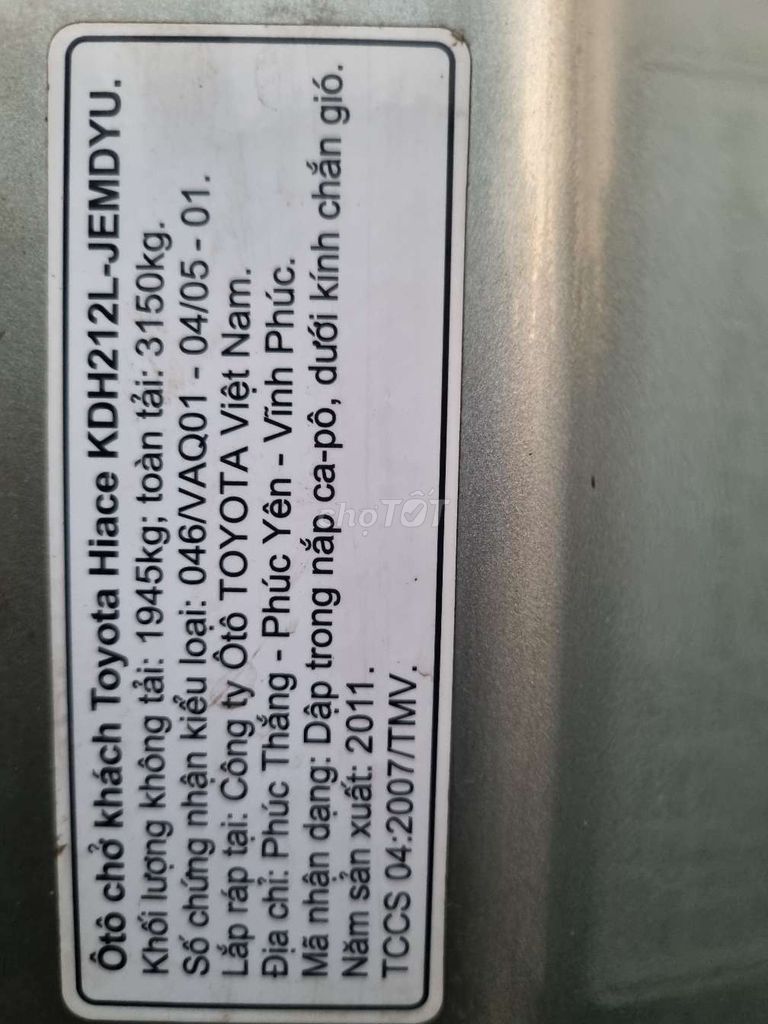 Ôtô chở khách Toyota Hiace KDH212L-JEMDYU.
Khối lượng không tải: 1945kg; toàn tải: 3150kg.
Số chứng nhận kiểu loại: 046/VAQ01 - 04/05 - 01.
Lắp ráp tại: Công ty Ôtô TOYOTA Việt Nam.
Địa chỉ: Phúc Thắng - Phúc Yên - Vĩnh Phúc.
Mã nhận dạng: Dập trong nắp ca-pô, dưới kính chắn gió.
Năm sản xuất: 2011.
TCCS 04:2007/TMV.
chợTỐT